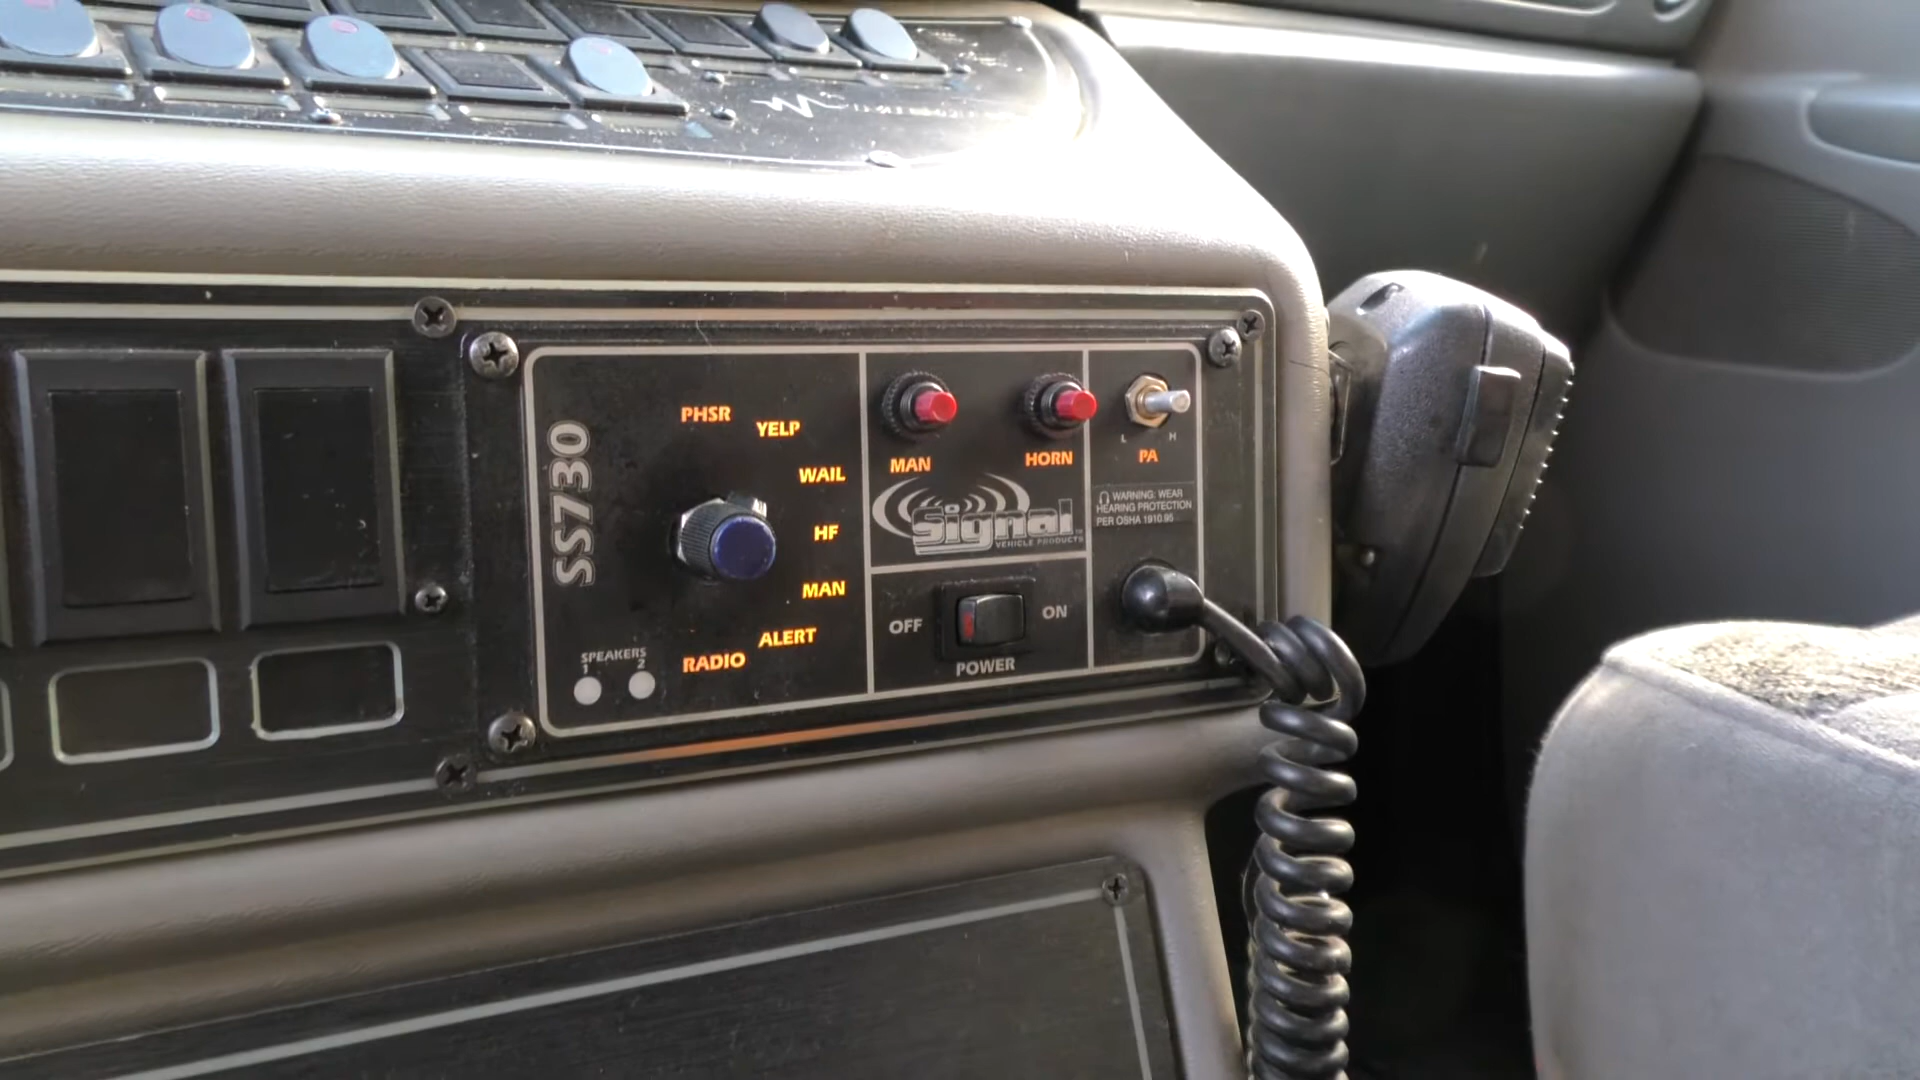 SS730
PHSR
YELP
WAIL
HF
MAN
ALERT
RADIO
SPEAKERS
1 2
MAN
HORN
L H
PA
Signal
VEHICLE PRODUCTS
WARNING: WEAR
HEARING PROTECTION
PER OSHA 1910.95
OFF
ON
POWER